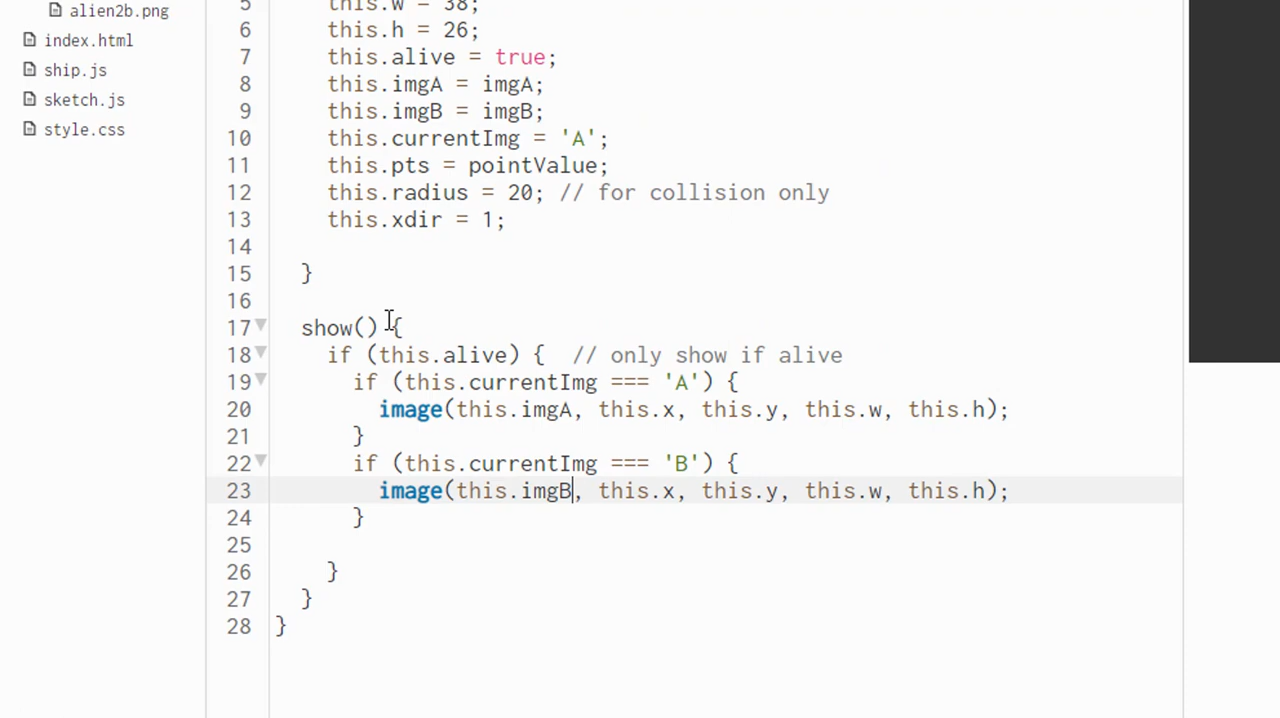 alien2b.png
index.html
ship.js
sketch.js
style.css
5 this.w = 38;
6 this.h = 26;
7 this.alive = true;
8 this.imgA = imgA;
9 this.imgB = imgB;
10 this.currentImg = 'A';
11 this.pts = pointValue;
12 this.radius = 20; // for collision only
13 this.xdir = 1;
14
15 }
16
17 show() {
18 if (this.alive) { // only show if alive
19 if (this.currentImg === 'A') {
20 image(this.imgA, this.x, this.y, this.w, this.h);
21 }
22 if (this.currentImg === 'B') {
23 image(this.imgB, this.x, this.y, this.w, this.h);
24 }
25
26 }
27 }
28 }